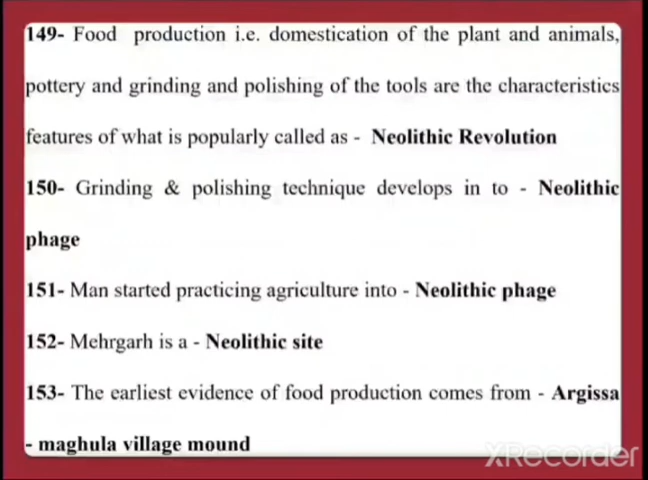 149- Food production i.e. domestication of the plant and animals,
pottery and grinding and polishing of the tools are the characteristics
features of what is popularly called as - Neolithic Revolution
150- Grinding & polishing technique develops in to - Neolithic
phage
151- Man started practicing agriculture into - Neolithic phage
152- Mehrgarh is a - Neolithic site
153- The earliest evidence of food production comes from - Argissa
- maghula village mound
XRecorder